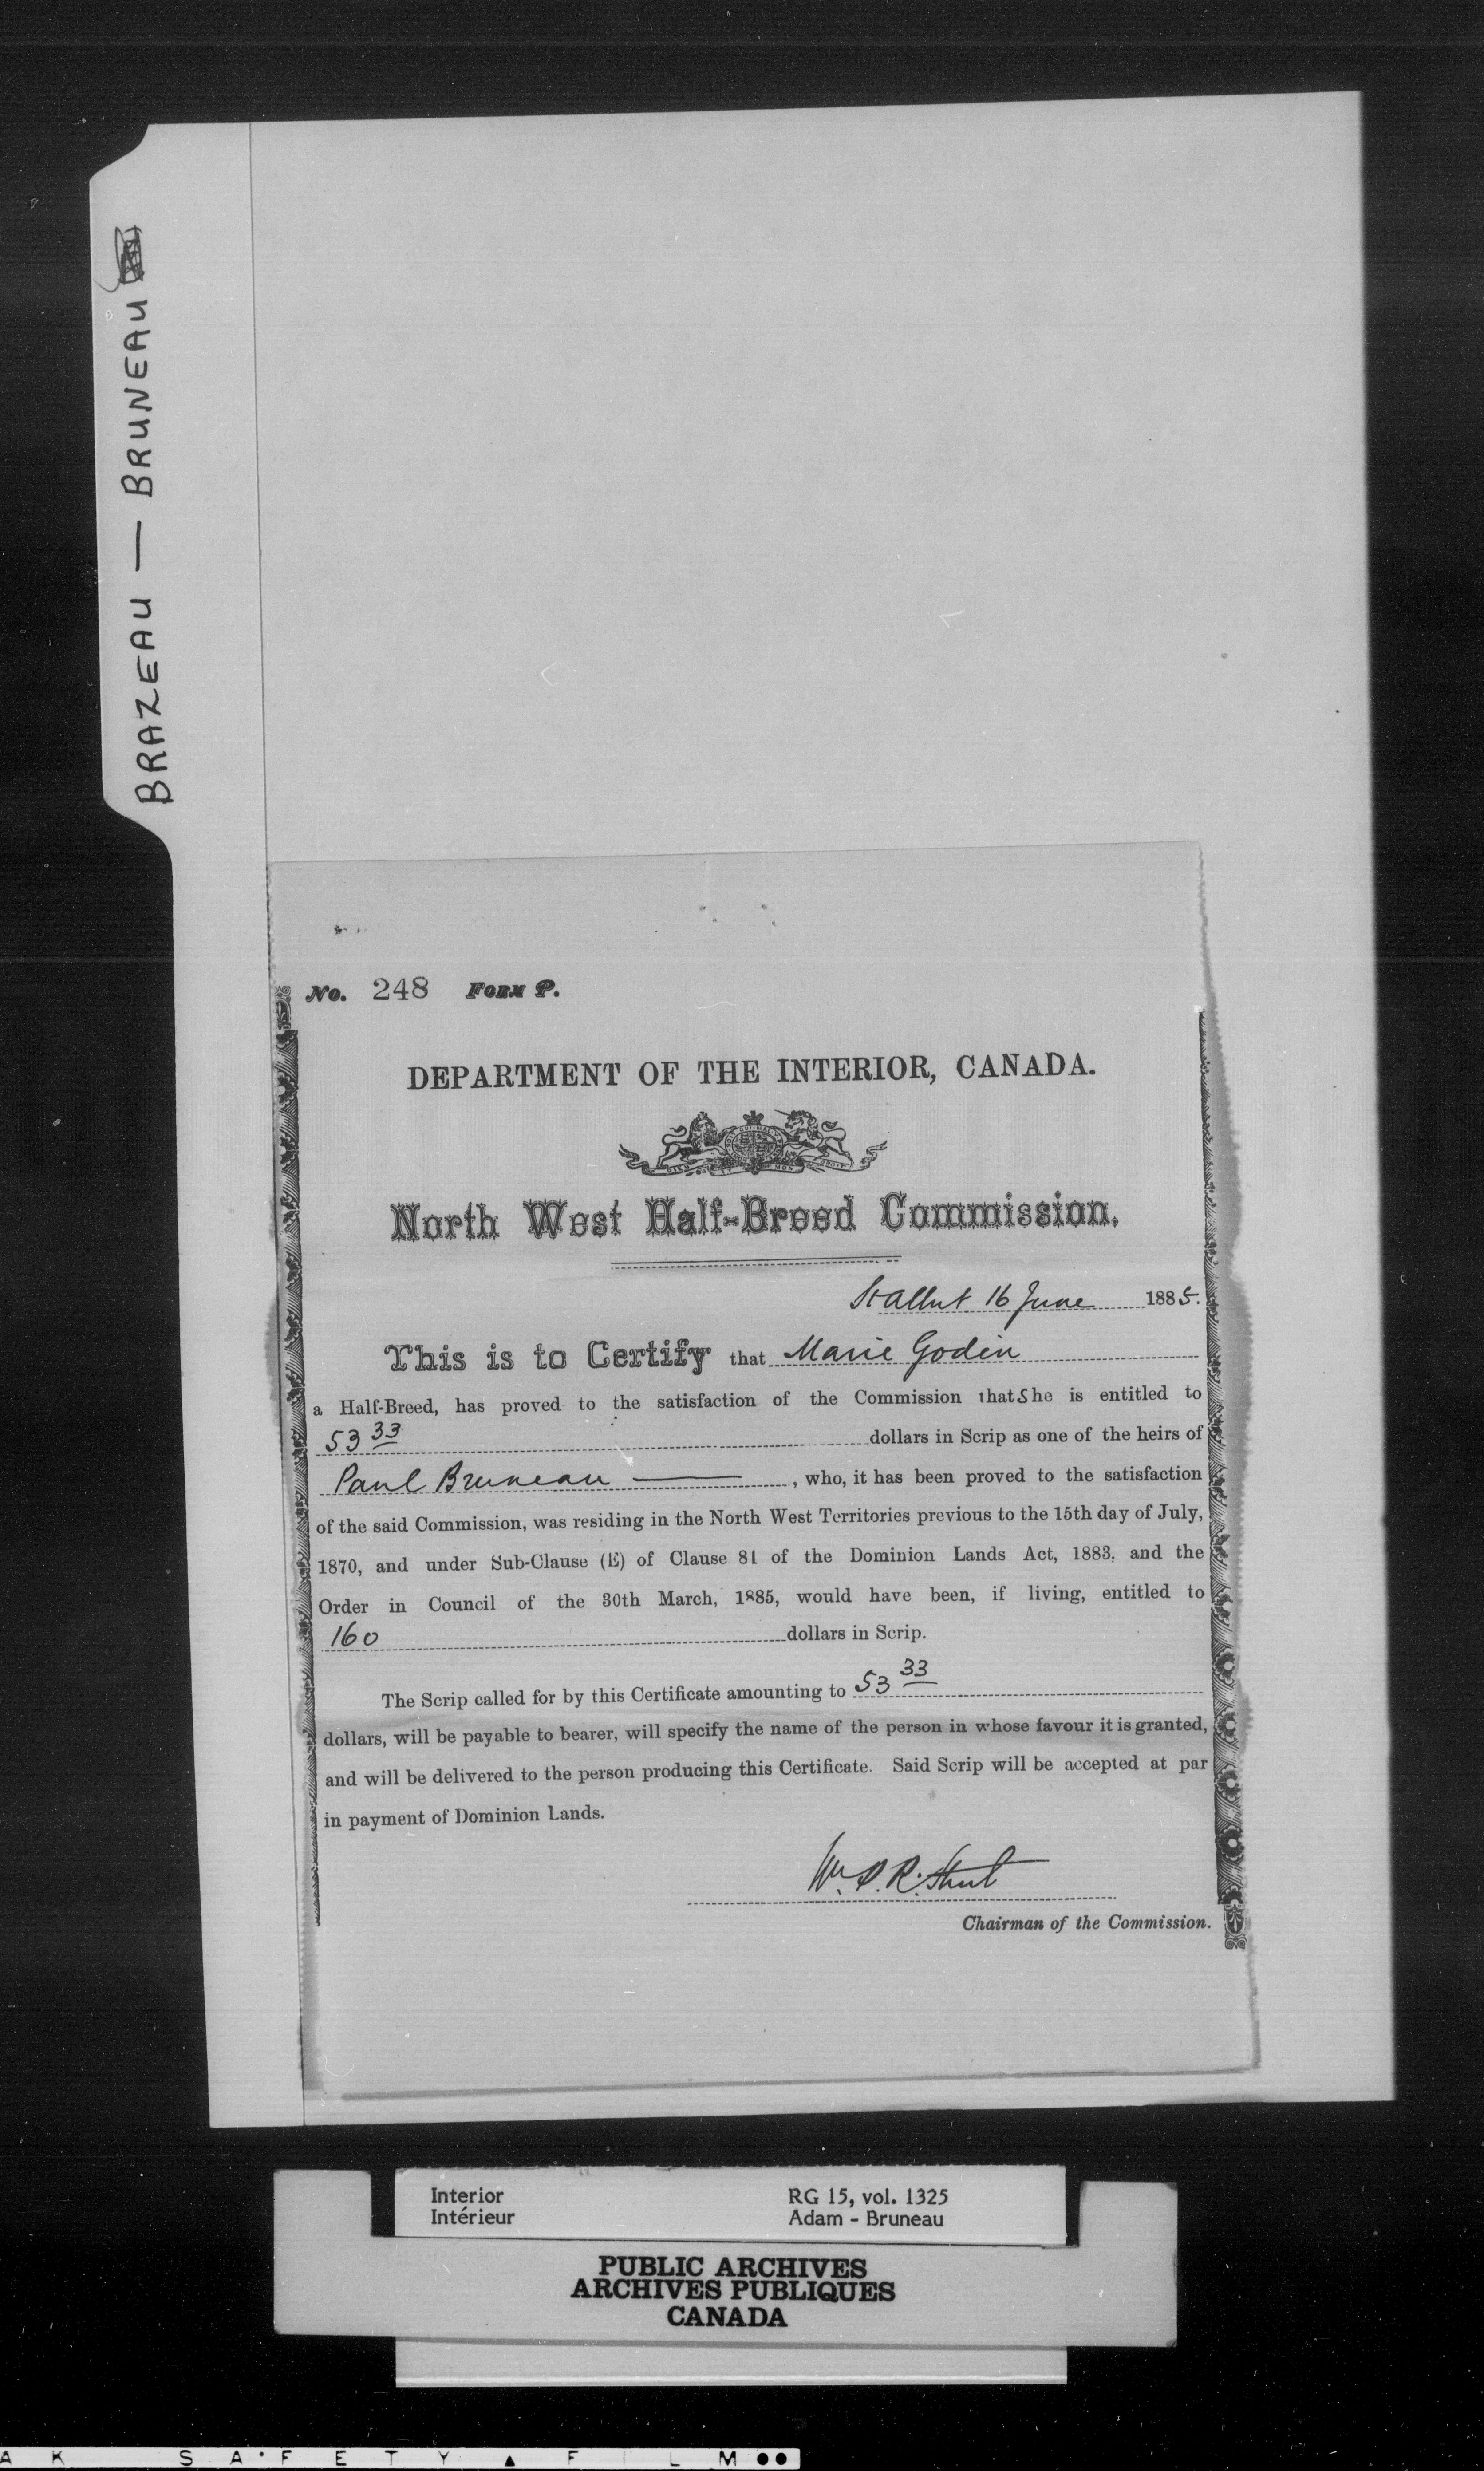 BRAZEAU — BRUNEAU
No. 248 FORM P.
DEPARTMENT OF THE INTERIOR, CANADA.
North West Half-Breed Commission.
St Albert 16 June 1885.
This is to Certify that Marie Godin
a Half-Breed, has proved to the satisfaction of the Commission that She is entitled to
53 33 dollars in Scrip as one of the heirs of
Paul Bruneau ——, who, it has been proved to the satisfaction
of the said Commission, was residing in the North West Territories previous to the 15th day of July,
1870, and under Sub-Clause (E) of Clause 81 of the Dominion Lands Act, 1883, and the
Order in Council of the 30th March, 1885, would have been, if living, entitled to
160 dollars in Scrip.
The Scrip called for by this Certificate amounting to 53 33
dollars, will be payable to bearer, will specify the name of the person in whose favour it is granted,
and will be delivered to the person producing this Certificate. Said Scrip will be accepted at par
in payment of Dominion Lands.
Wm. P. R. Street
Chairman of the Commission.
Interior
Intérieur
RG 15, vol. 1325
Adam - Bruneau
PUBLIC ARCHIVES
ARCHIVES PUBLIQUES
CANADA
AK SAFETY ▲ FILM ●●